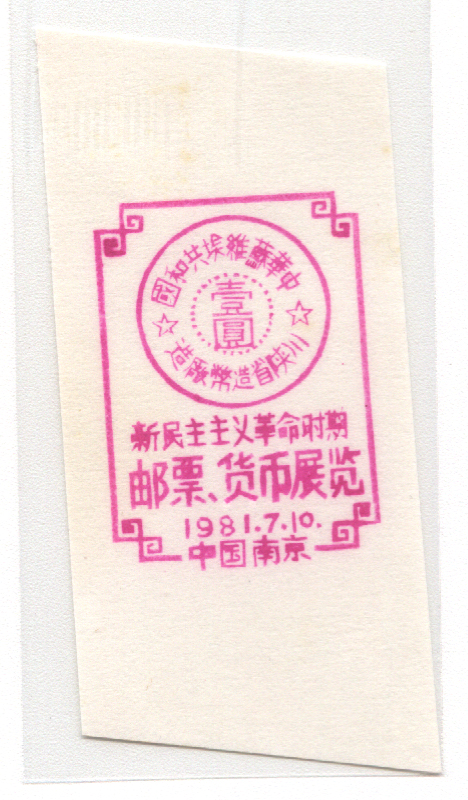 中華蘇維埃共和國
壹圓
川陝省造幣廠造
新民主主义革命时期
邮票、货币展览
1981.7.10.
中国南京